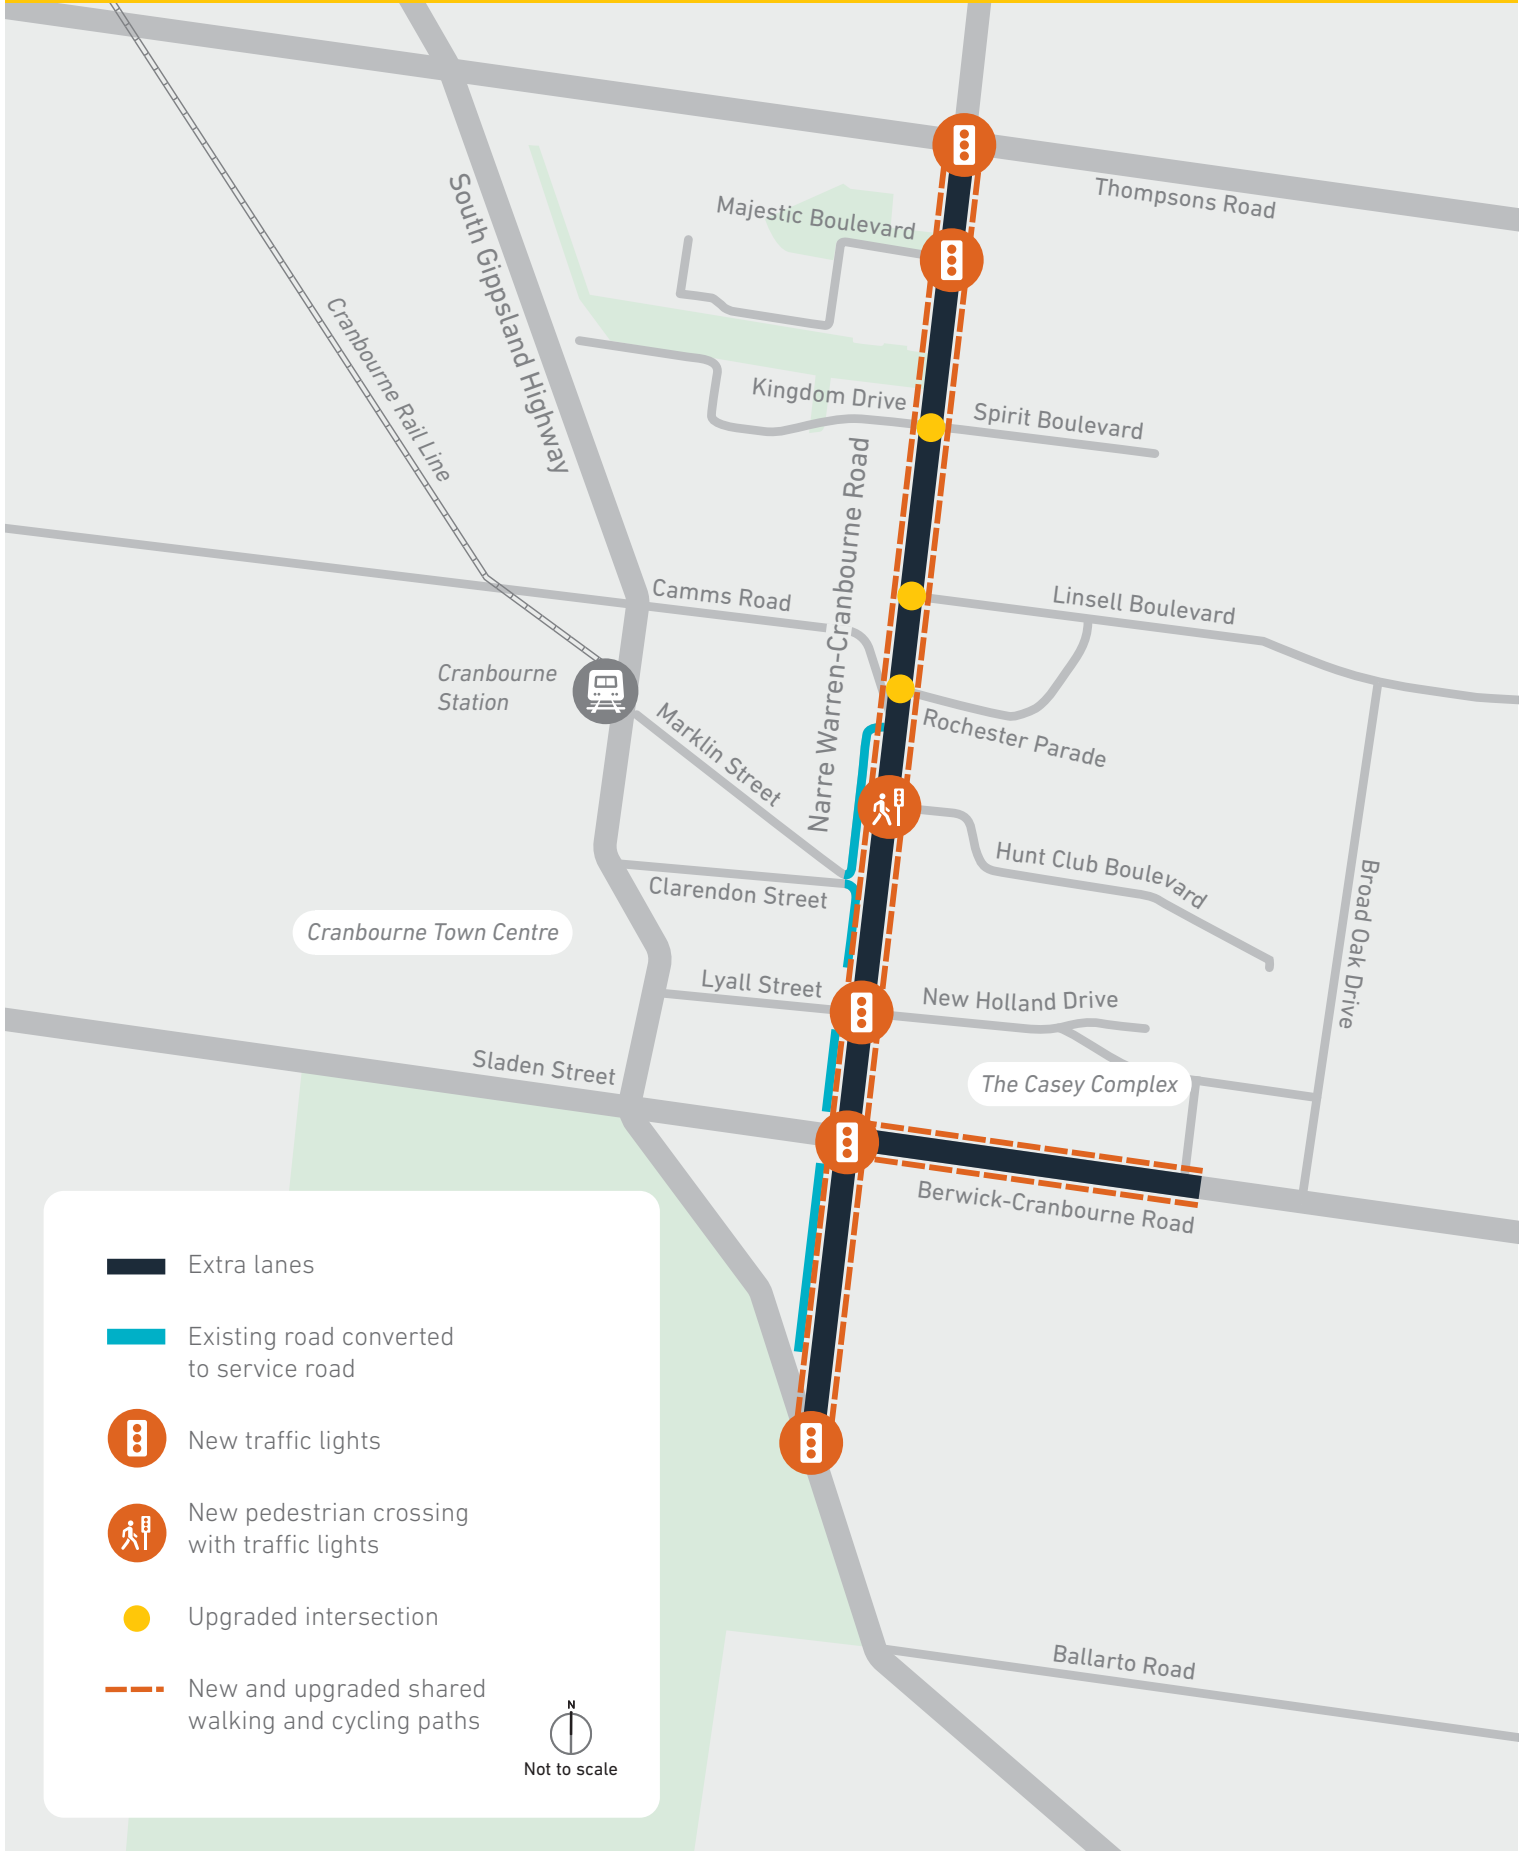 Thompsons Road
Majestic Boulevard
South Gippsland Highway
Cranbourne Rail Line
Kingdom Drive
Spirit Boulevard
Narre Warren-Cranbourne Road
Camms Road
Linsell Boulevard
Cranbourne
Station
Marklin Street
Rochester Parade
Hunt Club Boulevard
Clarendon Street
Broad Oak Drive
Cranbourne Town Centre
Lyall Street
New Holland Drive
Sladen Street
The Casey Complex
Berwick-Cranbourne Road
Extra lanes
Existing road converted
to service road
New traffic lights
New pedestrian crossing
with traffic lights
Upgraded intersection
New and upgraded shared
walking and cycling paths
N
Not to scale
Ballarto Road